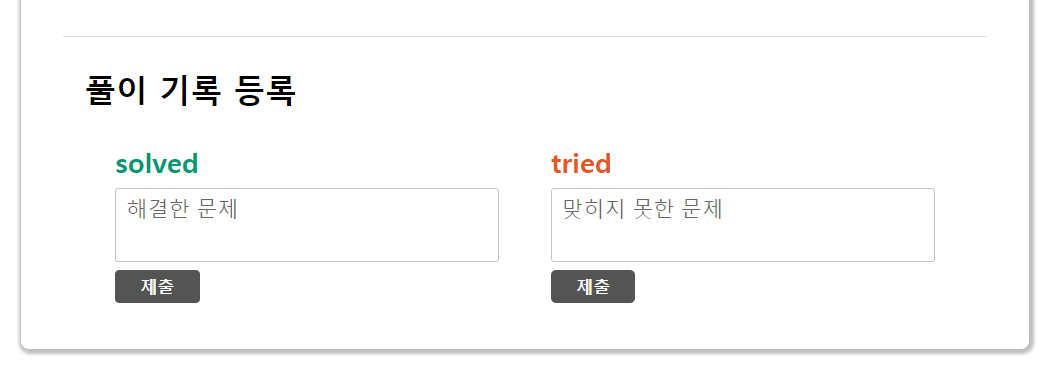 풀이 기록 등록
solved
해결한 문제
제출
tried
맞히지 못한 문제
제출